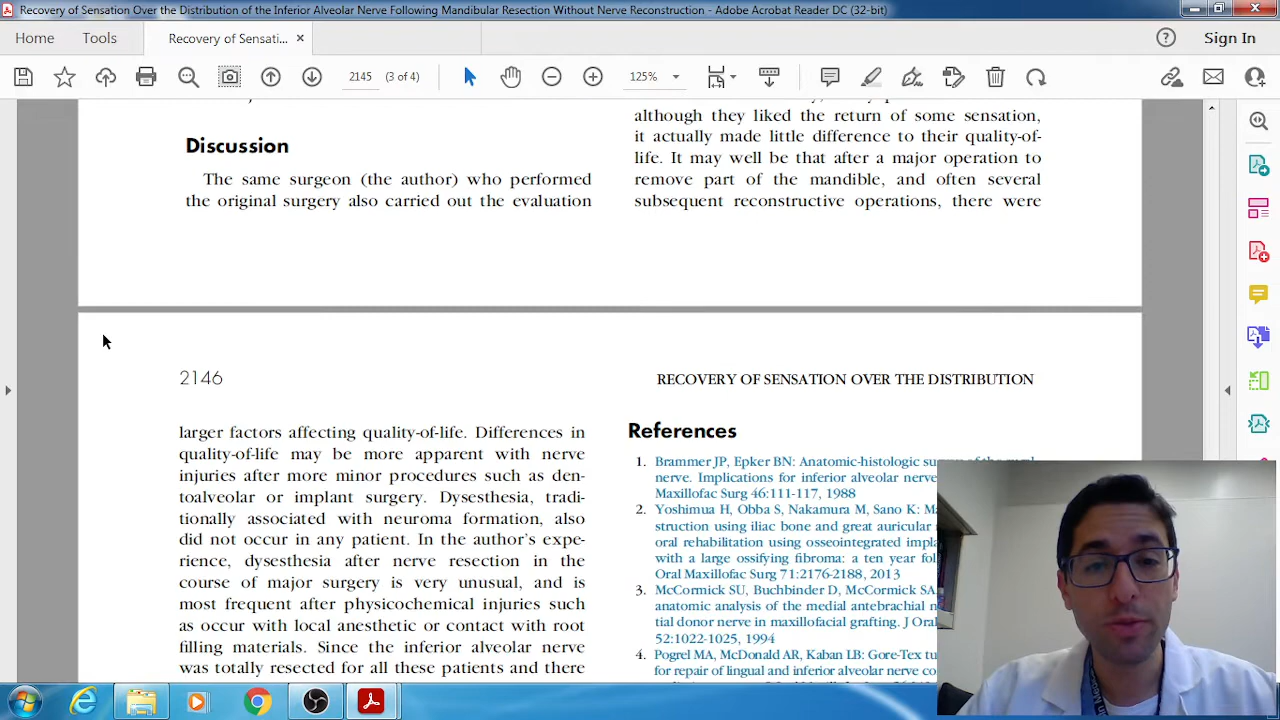 Recovery of Sensation Over the Distribution of the Inferior Alveolar Nerve Following Mandibular Resection Without Nerve Reconstruction - Adobe Acrobat Reader DC (32-bit)
Home
Tools
Recovery of Sensati...
Sign In
2145
(3 of 4)
125%
Discussion
The same surgeon (the author) who performed
the original surgery also carried out the evaluation
although they liked the return of some sensation,
it actually made little difference to their quality-of-
life. It may well be that after a major operation to
remove part of the mandible, and often several
subsequent reconstructive operations, there were
2146
RECOVERY OF SENSATION OVER THE DISTRIBUTION
larger factors affecting quality-of-life. Differences in
quality-of-life may be more apparent with nerve
injuries after more minor procedures such as den-
toalveolar or implant surgery. Dysesthesia, tradi-
tionally associated with neuroma formation, also
did not occur in any patient. In the author's expe-
rience, dysesthesia after nerve resection in the
course of major surgery is very unusual, and is
most frequent after physicochemical injuries such
as occur with local anesthetic or contact with root
filling materials. Since the inferior alveolar nerve
was totally resected for all these patients and there
References
1. Brammer JP, Epker BN: Anatomic-histologic
nerve. Implications for inferior alveolar nerve
Maxillofac Surg 46:111-117, 1988
2. Yoshimua H, Obba S, Nakamura M, Sano K:
struction using iliac bone and great auricular
oral rehabilitation using osseointegrated
with a large ossifying fibroma: a ten year
Oral Maxillofac Surg 71:2176-2188, 2013
3. McCormick SU, Buchbinder D, McCormick SA,
anatomic analysis of the medial antebrachial
tial donor nerve in maxillofacial grafting. J Oral
52:1022-1025, 1994
4. Pogrel MA, McDonald AR, Kaban LB: Gore-Tex
for repair of lingual and inferior alveolar nerve